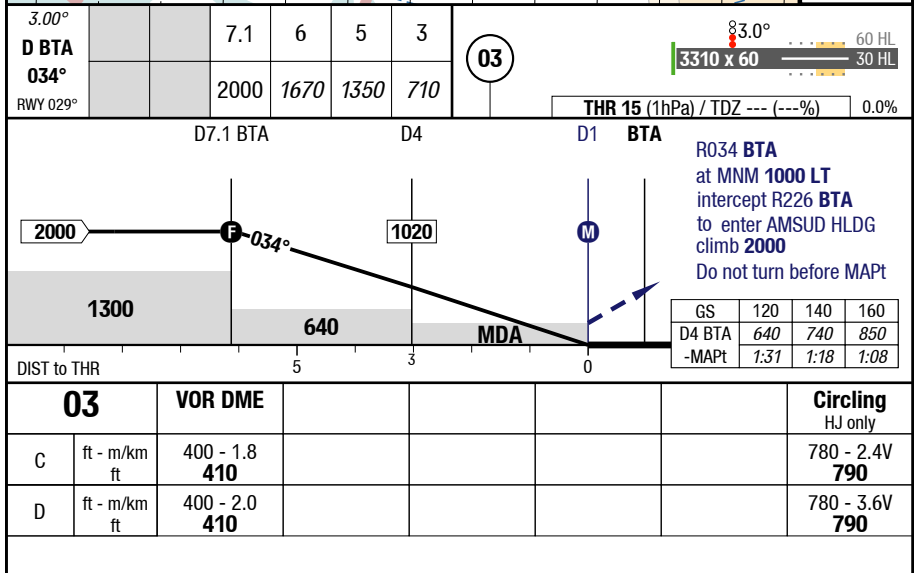 3.00°
D BTA
034°
RWY 029°
7.1 6 5 3
2000 1670 1350 710
03
3.0°
60 HL
3310 x 60
30 HL
THR 15 (1hPa) / TDZ --- (---%)
0.0%
D7.1 BTA D4 D1 BTA
R034 BTA
at MNM 1000 LT
intercept R226 BTA
to enter AMSUD HLDG
climb 2000
Do not turn before MAPt
2000
F
034°
1020
M
1300
640
MDA
GS 120 140 160
D4 BTA 640 740 850
-MAPt 1:31 1:18 1:08
DIST to THR 5 3 0
03 VOR DME Circling
HJ only
C ft - m/km 400 - 1.8 780 - 2.4V
ft 410 790
D ft - m/km 400 - 2.0 780 - 3.6V
ft 410 790